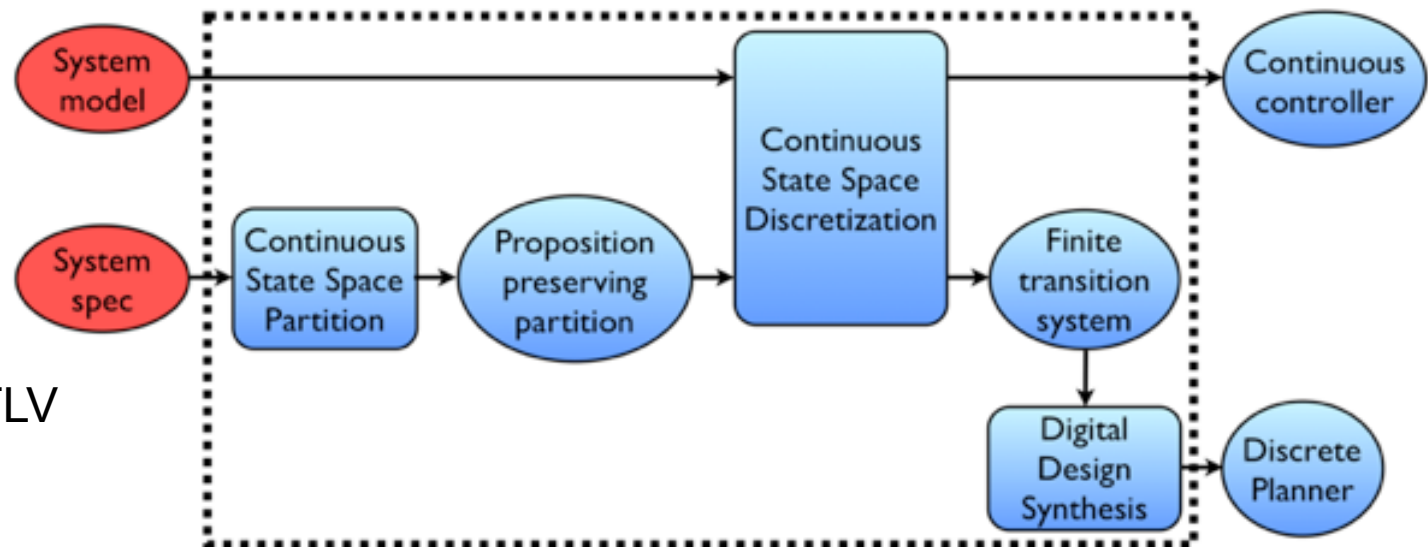 System
model
Continuous
State Space
Discretization
Continuous
controller
System
spec
Continuous
State Space
Partition
Proposition
preserving
partition
Finite
transition
system
TLV
Digital
Design
Synthesis
Discrete
Planner